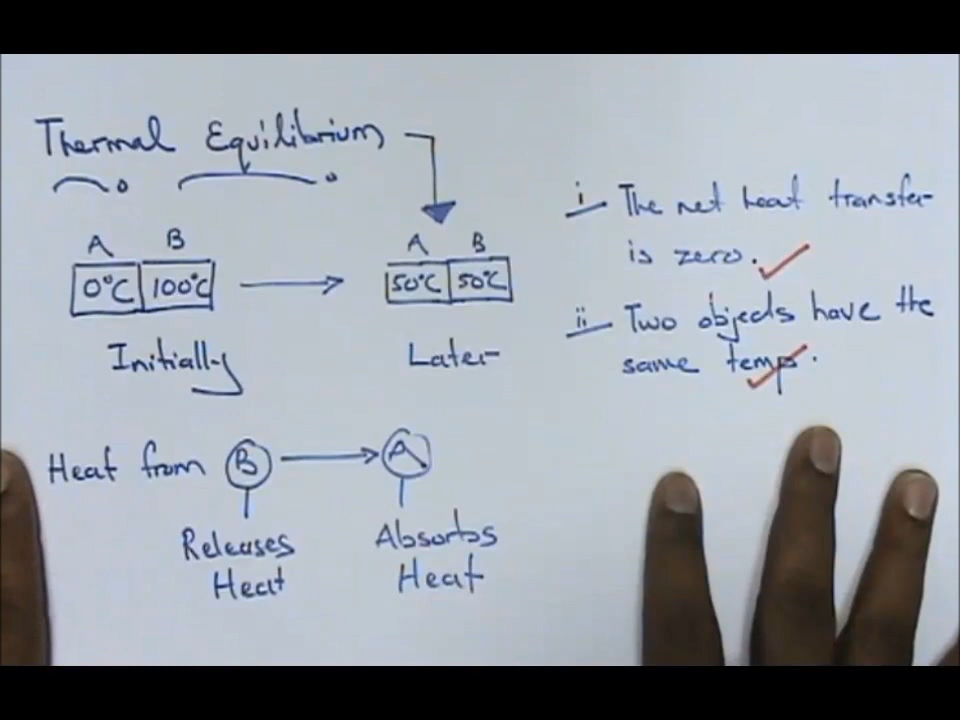 Thermal Equilibrium
A B
0°C 100°C
Initially
A B
50°C 50°C
Later
Heat from B → A
Releases
Heat
Absorbs
Heat
i The net heat transfer
is zero. ✓
ii Two objects have the
same temp. ✓